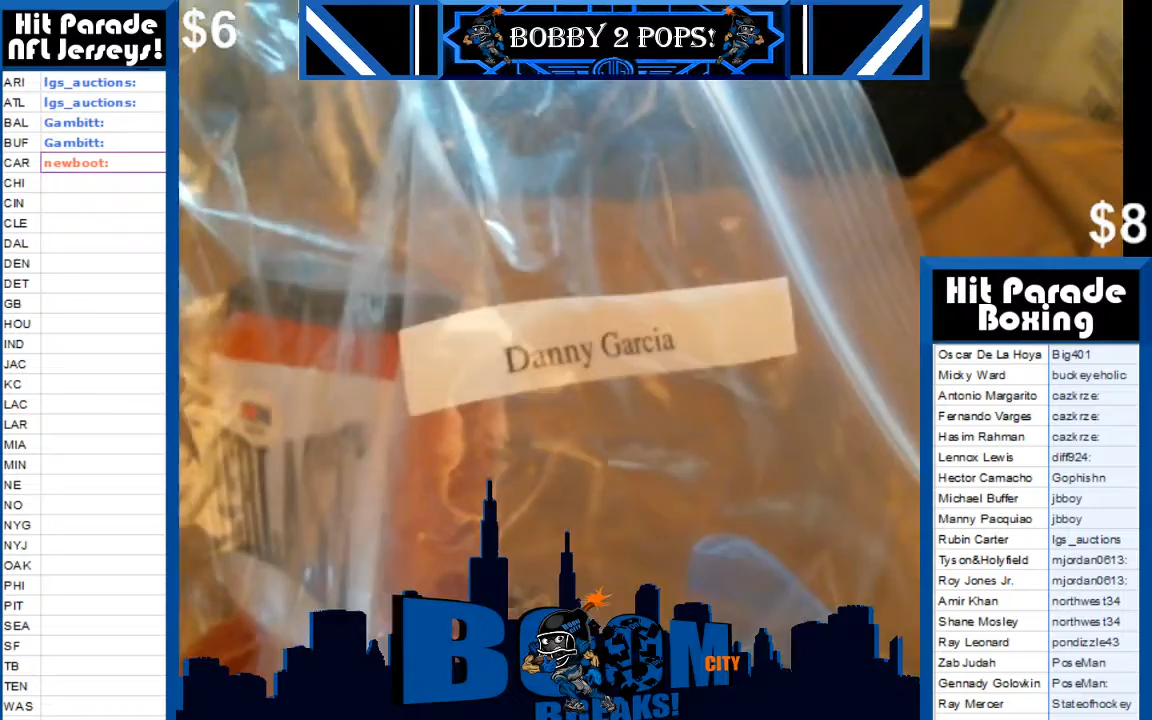 Hit Parade
NFL Jerseys!
$6
BOBBY 2 POPS!
ARI lgs_auctions:
ATL lgs_auctions:
BAL Gambitt:
BUF Gambitt:
CAR newboot:
CHI
CIN
CLE
DAL
DEN
DET
GB
HOU
IND
JAC
KC
LAC
LAR
MIA
MIN
NE
NO
NYG
NYJ
OAK
PHI
PIT
SEA
SF
TB
TEN
WAS
Danny Garcia
BOOM
CITY
BREAKS!
$8
Hit Parade
Boxing
Oscar De La Hoya Big401
Micky Ward buckeyeholic
Antonio Margarito cazkrze:
Fernando Varges cazkrze:
Hasim Rahman cazkrze:
Lennox Lewis diff924:
Hector Camacho Gophishn
Michael Buffer jbboy
Manny Pacquiao jbboy
Rubin Carter lgs_auctions
Tyson&Holyfield mjordan0613:
Roy Jones Jr. mjordan0613:
Amir Khan northwest34
Shane Mosley northwest34
Ray Leonard pondizzle43
Zab Judah PoseMan
Gennady Golovkin PoseMan:
Ray Mercer Stateofhockey